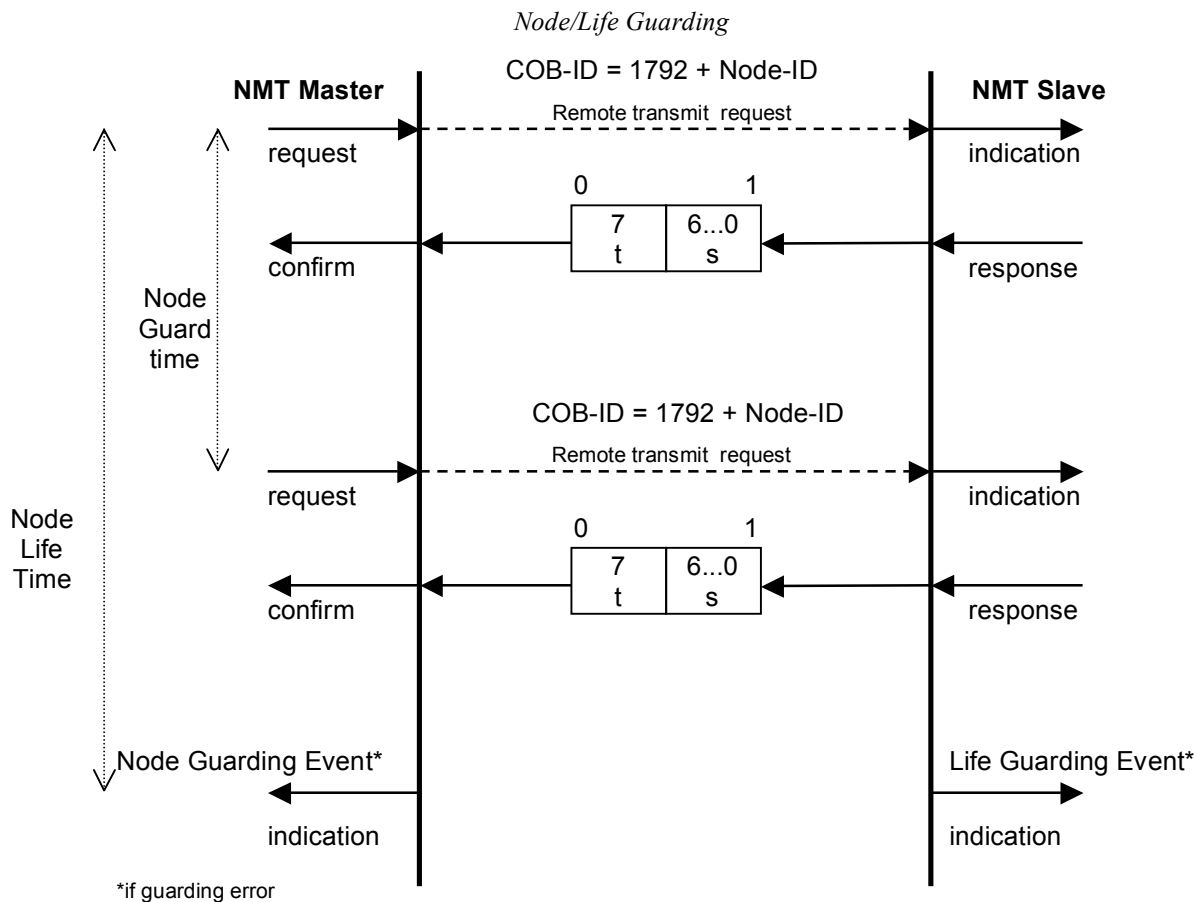 Node/Life Guarding
COB-ID = 1792 + Node-ID
NMT Master
NMT Slave
Remote transmit request
request
indication
0 1
7 6...0
t s
confirm
response
Node
Guard
time
COB-ID = 1792 + Node-ID
Remote transmit request
request
indication
Node
Life
Time
0 1
7 6...0
t s
confirm
response
Node Guarding Event*
Life Guarding Event*
indication
indication
*if guarding error